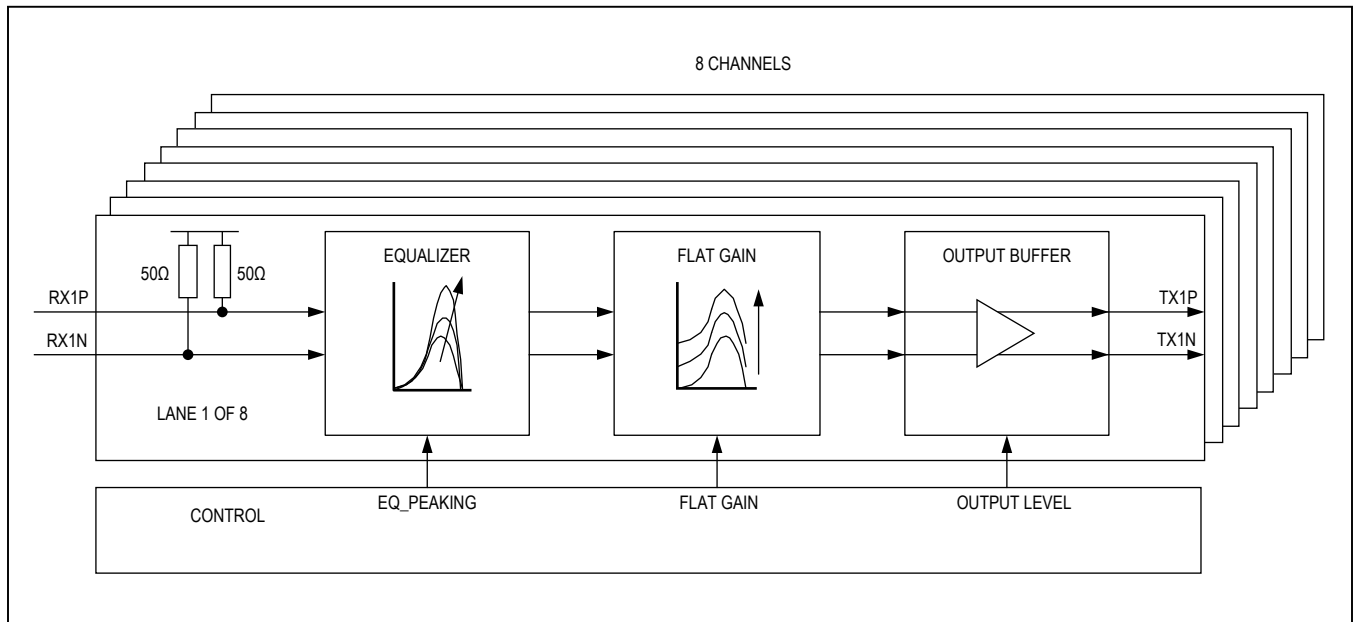 8 CHANNELS
EQUALIZER
FLAT GAIN
OUTPUT BUFFER
50Ω
50Ω
RX1P
TX1P
RX1N
TX1N
LANE 1 OF 8
CONTROL
EQ_PEAKING
FLAT GAIN
OUTPUT LEVEL